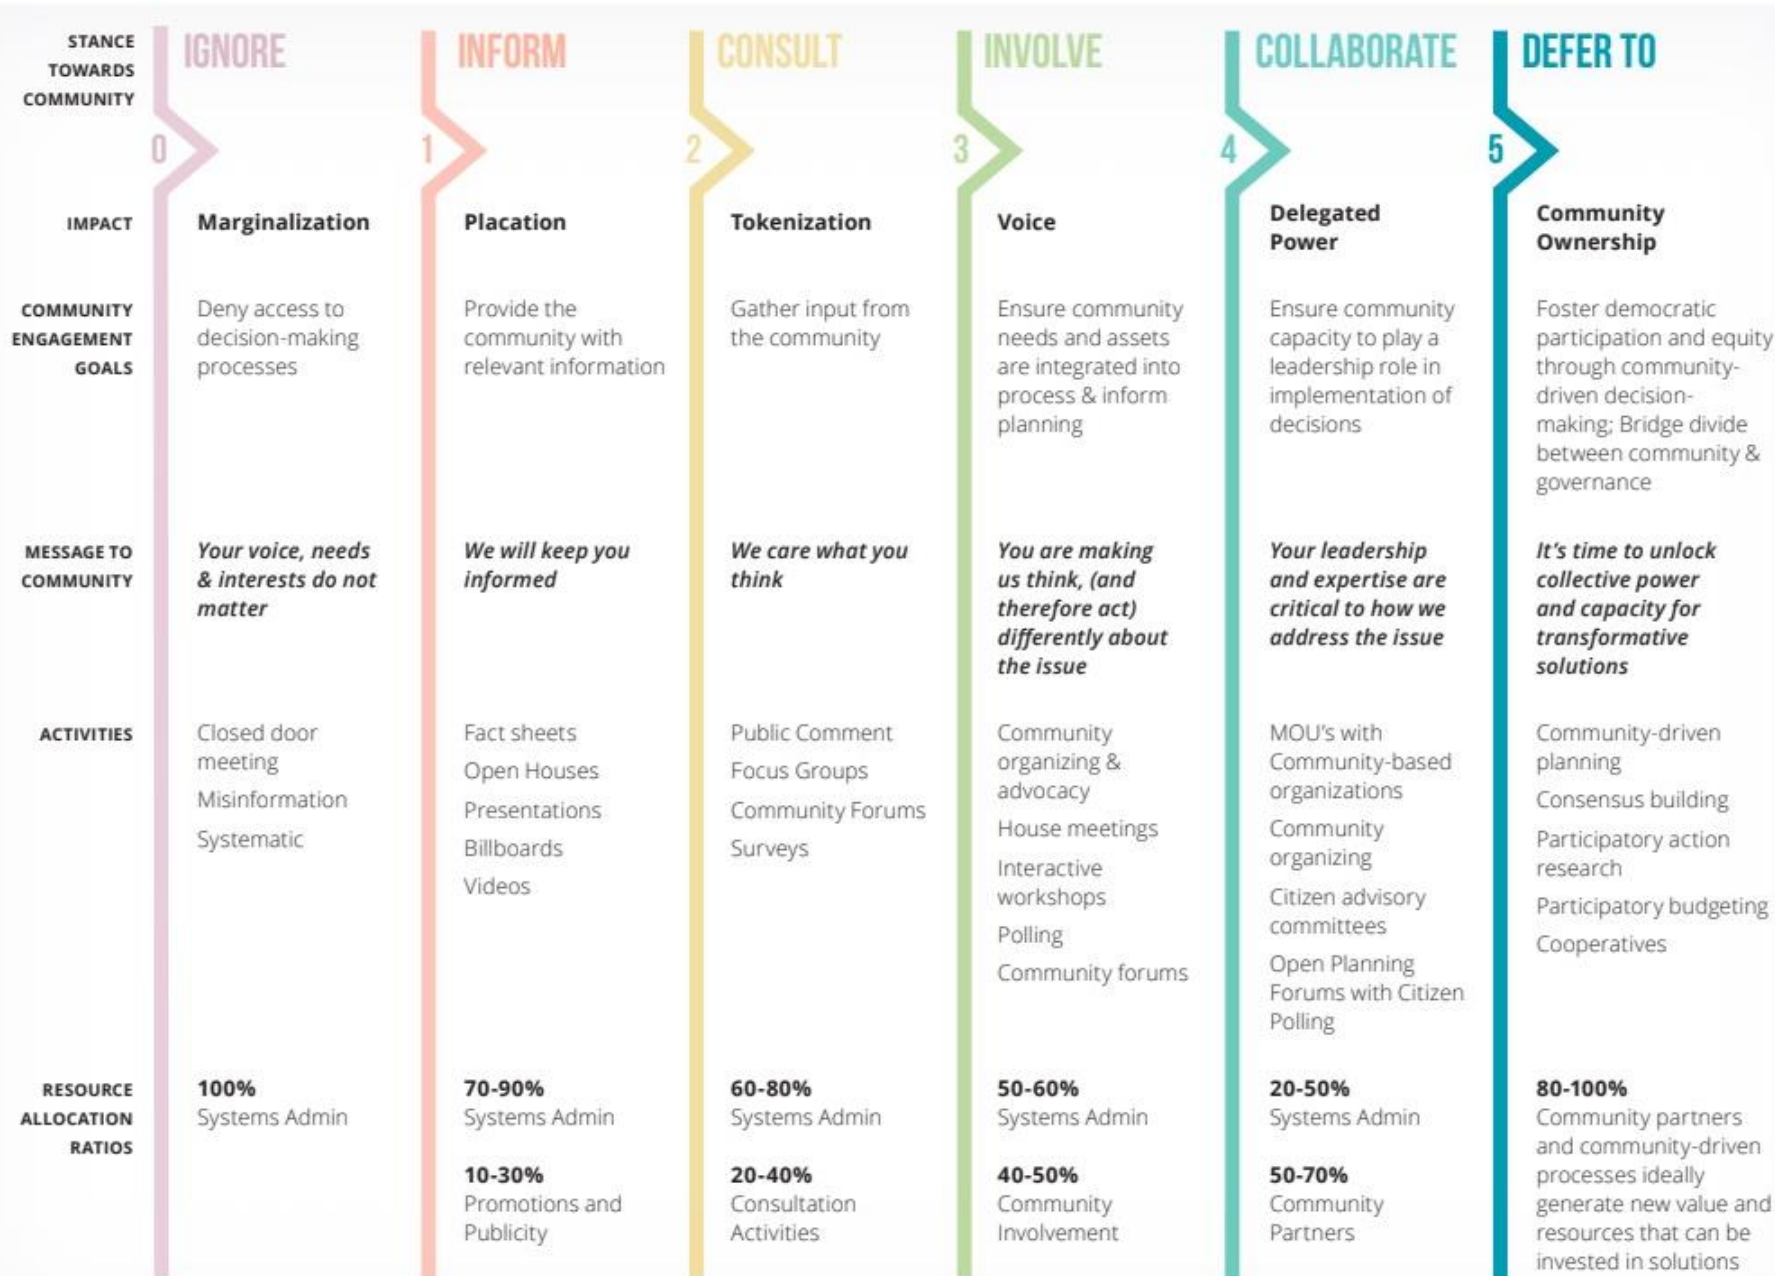 STANCE
TOWARDS
COMMUNITY
IGNORE
INFORM
CONSULT
INVOLVE
COLLABORATE
DEFER TO
0
1
2
3
4
5
IMPACT
Marginalization
Placation
Tokenization
Voice
Delegated
Power
Community
Ownership
COMMUNITY
ENGAGEMENT
GOALS
Deny access to
decision-making
processes
Provide the
community with
relevant information
Gather input from
the community
Ensure community
needs and assets
are integrated into
process & inform
planning
Ensure community
capacity to play a
leadership role in
implementation of
decisions
Foster democratic
participation and equity
through community-
driven decision-
making; Bridge divide
between community &
governance
MESSAGE TO
COMMUNITY
Your voice, needs
& interests do not
matter
We will keep you
informed
We care what you
think
You are making
us think, (and
therefore act)
differently about
the issue
Your leadership
and expertise are
critical to how we
address the issue
It's time to unlock
collective power
and capacity for
transformative
solutions
ACTIVITIES
Closed door
meeting
Misinformation
Systematic
Fact sheets
Open Houses
Presentations
Billboards
Videos
Public Comment
Focus Groups
Community Forums
Surveys
Community
organizing &
advocacy
House meetings
Interactive
workshops
Polling
Community forums
MOU's with
Community-based
organizations
Community
organizing
Citizen advisory
committees
Open Planning
Forums with Citizen
Polling
Community-driven
planning
Consensus building
Participatory action
research
Participatory budgeting
Cooperatives
RESOURCE
ALLOCATION
RATIOS
100%
Systems Admin
70-90%
Systems Admin
10-30%
Promotions and
Publicity
60-80%
Systems Admin
20-40%
Consultation
Activities
50-60%
Systems Admin
40-50%
Community
Involvement
20-50%
Systems Admin
50-70%
Community
Partners
80-100%
Community partners
and community-driven
processes ideally
generate new value and
resources that can be
invested in solutions